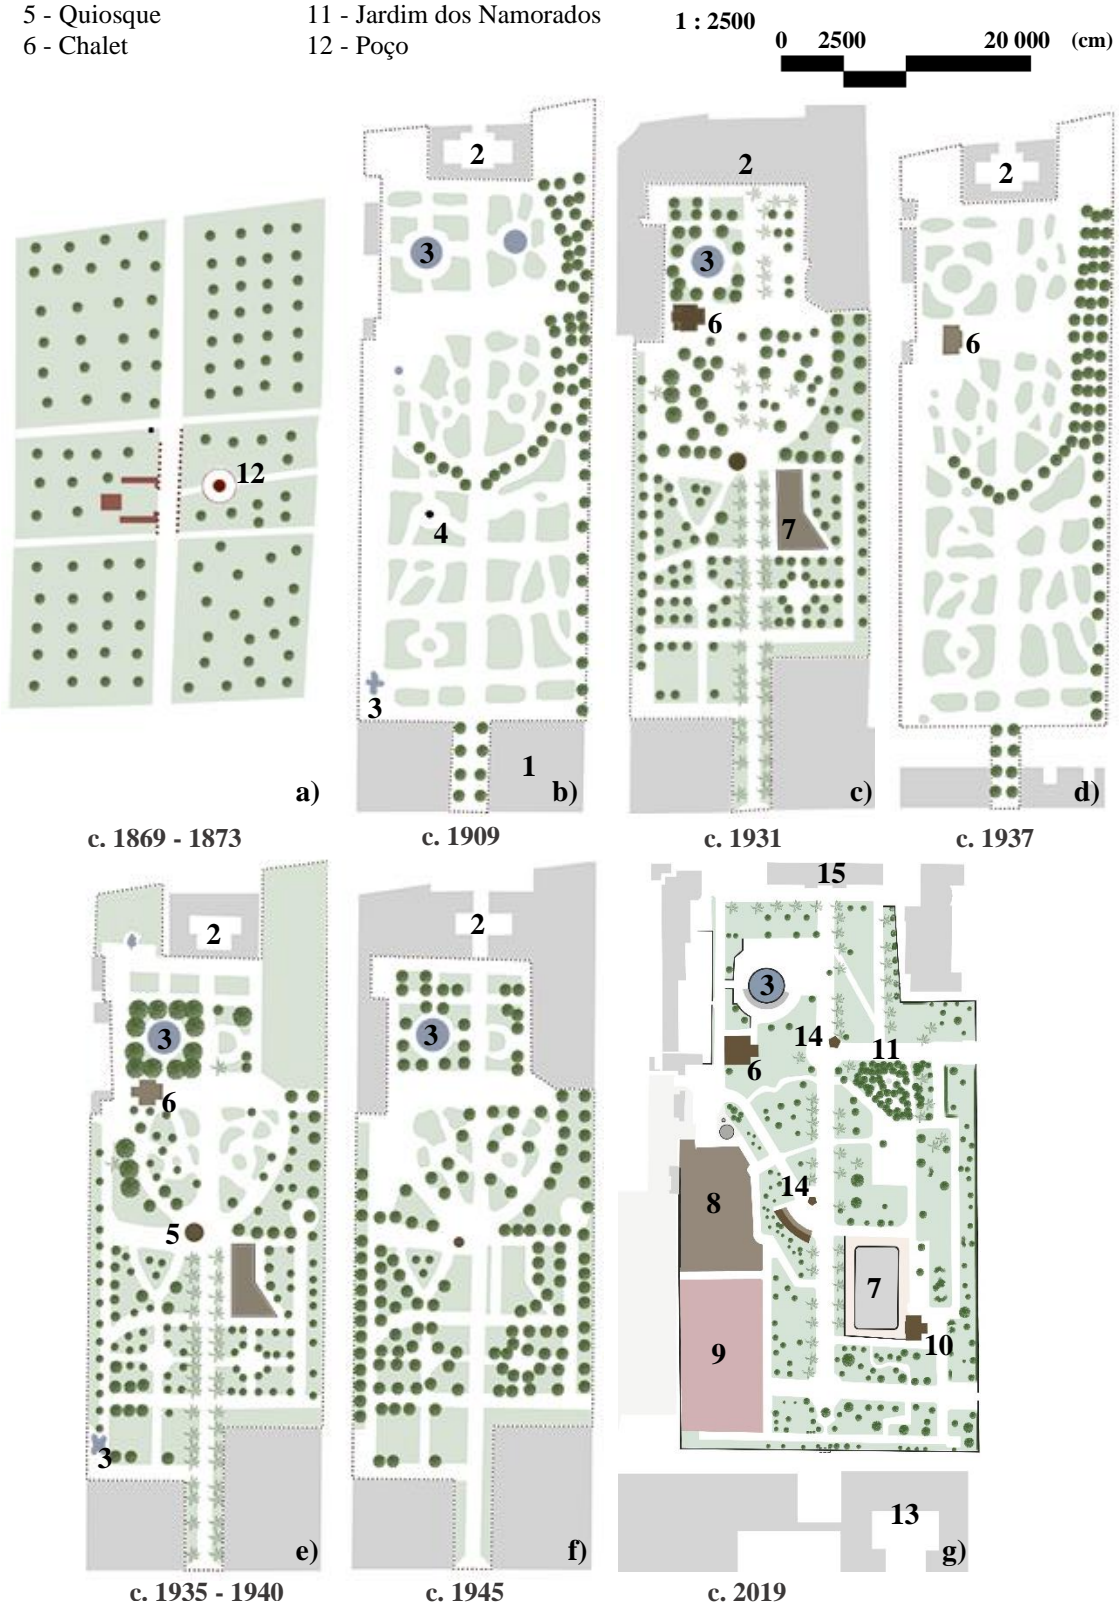 5 - Quiosque 11 - Jardim dos Namorados
6 - Chalet 12 - Poço
1 : 2500
0 2500 20 000 (cm)
12
a)
c. 1869 - 1873
2
3
4
3
1
b)
c. 1909
2
3
6
7
c)
c. 1931
2
6
d)
c. 1937
2
3
6
5
3
e)
c. 1935 - 1940
2
3
f)
c. 1945
15
3
14
11
6
14
8
7
10
9
13
g)
c. 2019